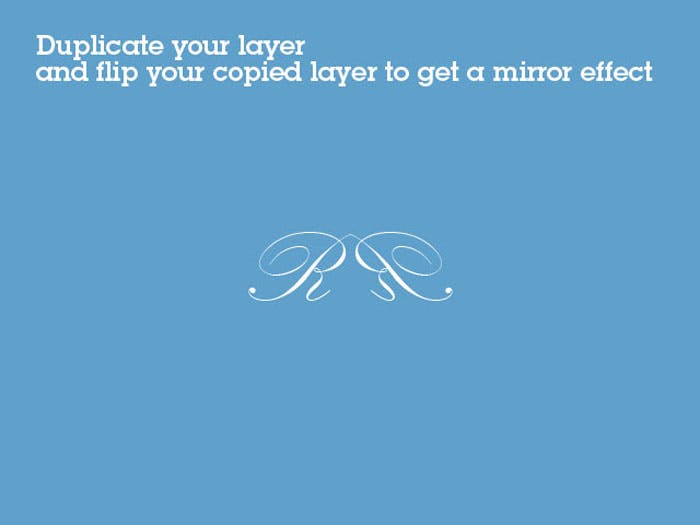 Duplicate your layer
and flip your copied layer to get a mirror effect
R R